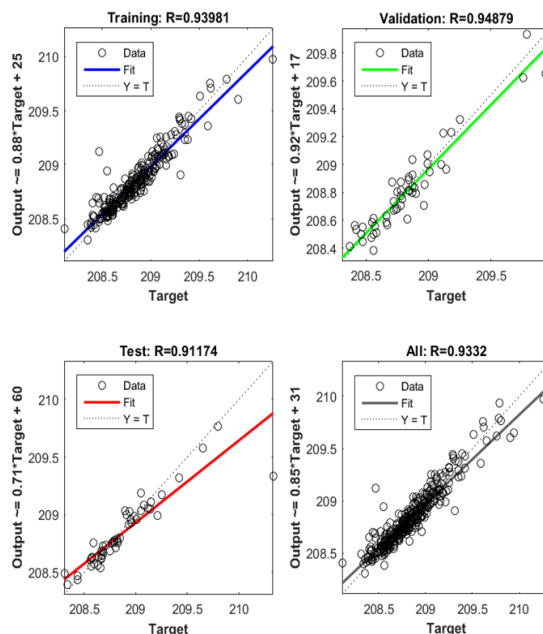 Training: R=0.93981
Output ~= 0.88*Target + 25
210
209.5
209
208.5
Data
Fit
Y = T
208.5
209
209.5
210
Target
Validation: R=0.94879
Output ~= 0.92*Target + 17
209.8
209.6
209.4
209.2
209
208.8
208.6
208.4
Data
Fit
Y = T
208.5
209
209.5
Target
Test: R=0.91174
Output ~= 0.71*Target + 60
210
209.5
209
208.5
Data
Fit
Y = T
208.5
209
209.5
210
Target
All: R=0.9332
Output ~= 0.85*Target + 31
210
209.5
209
208.5
Data
Fit
Y = T
208.5
209
209.5
210
Target